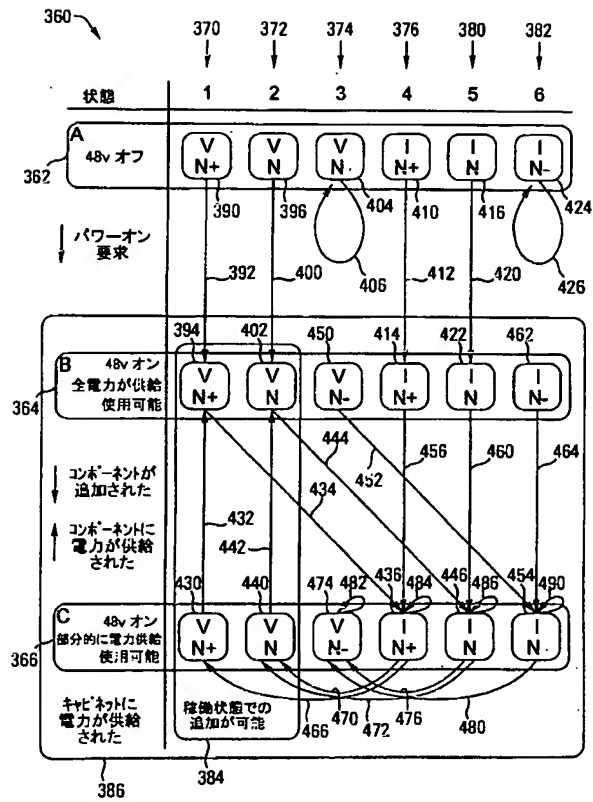 360
370 372 374 376 380 382
状態 1 2 3 4 5 6
A
48v オフ
362
V N+
V N
V N-
I N+
I N
I N-
390 396 404 410 416 424
パワーオン
要求
392 400 406 412 420 426
394 402 450 414 422 462
B
48v オン
全電力が供給
使用可能
364
V N+
V N
V N-
I N+
I N
I N-
444 452 456 460 464
434
コンポーネントが
追加された
コンポーネントに
電力が供給
された
432
442
430 440 474 482 436 484 446 486 454 490
C
48v オン
部分的に電力供給
使用可能
366
V N+
V N
V N-
I N+
I N
I N-
キャビネットに
電力が供給
された
稼働状態での
追加が可能
466 470 472 476 480
384
386